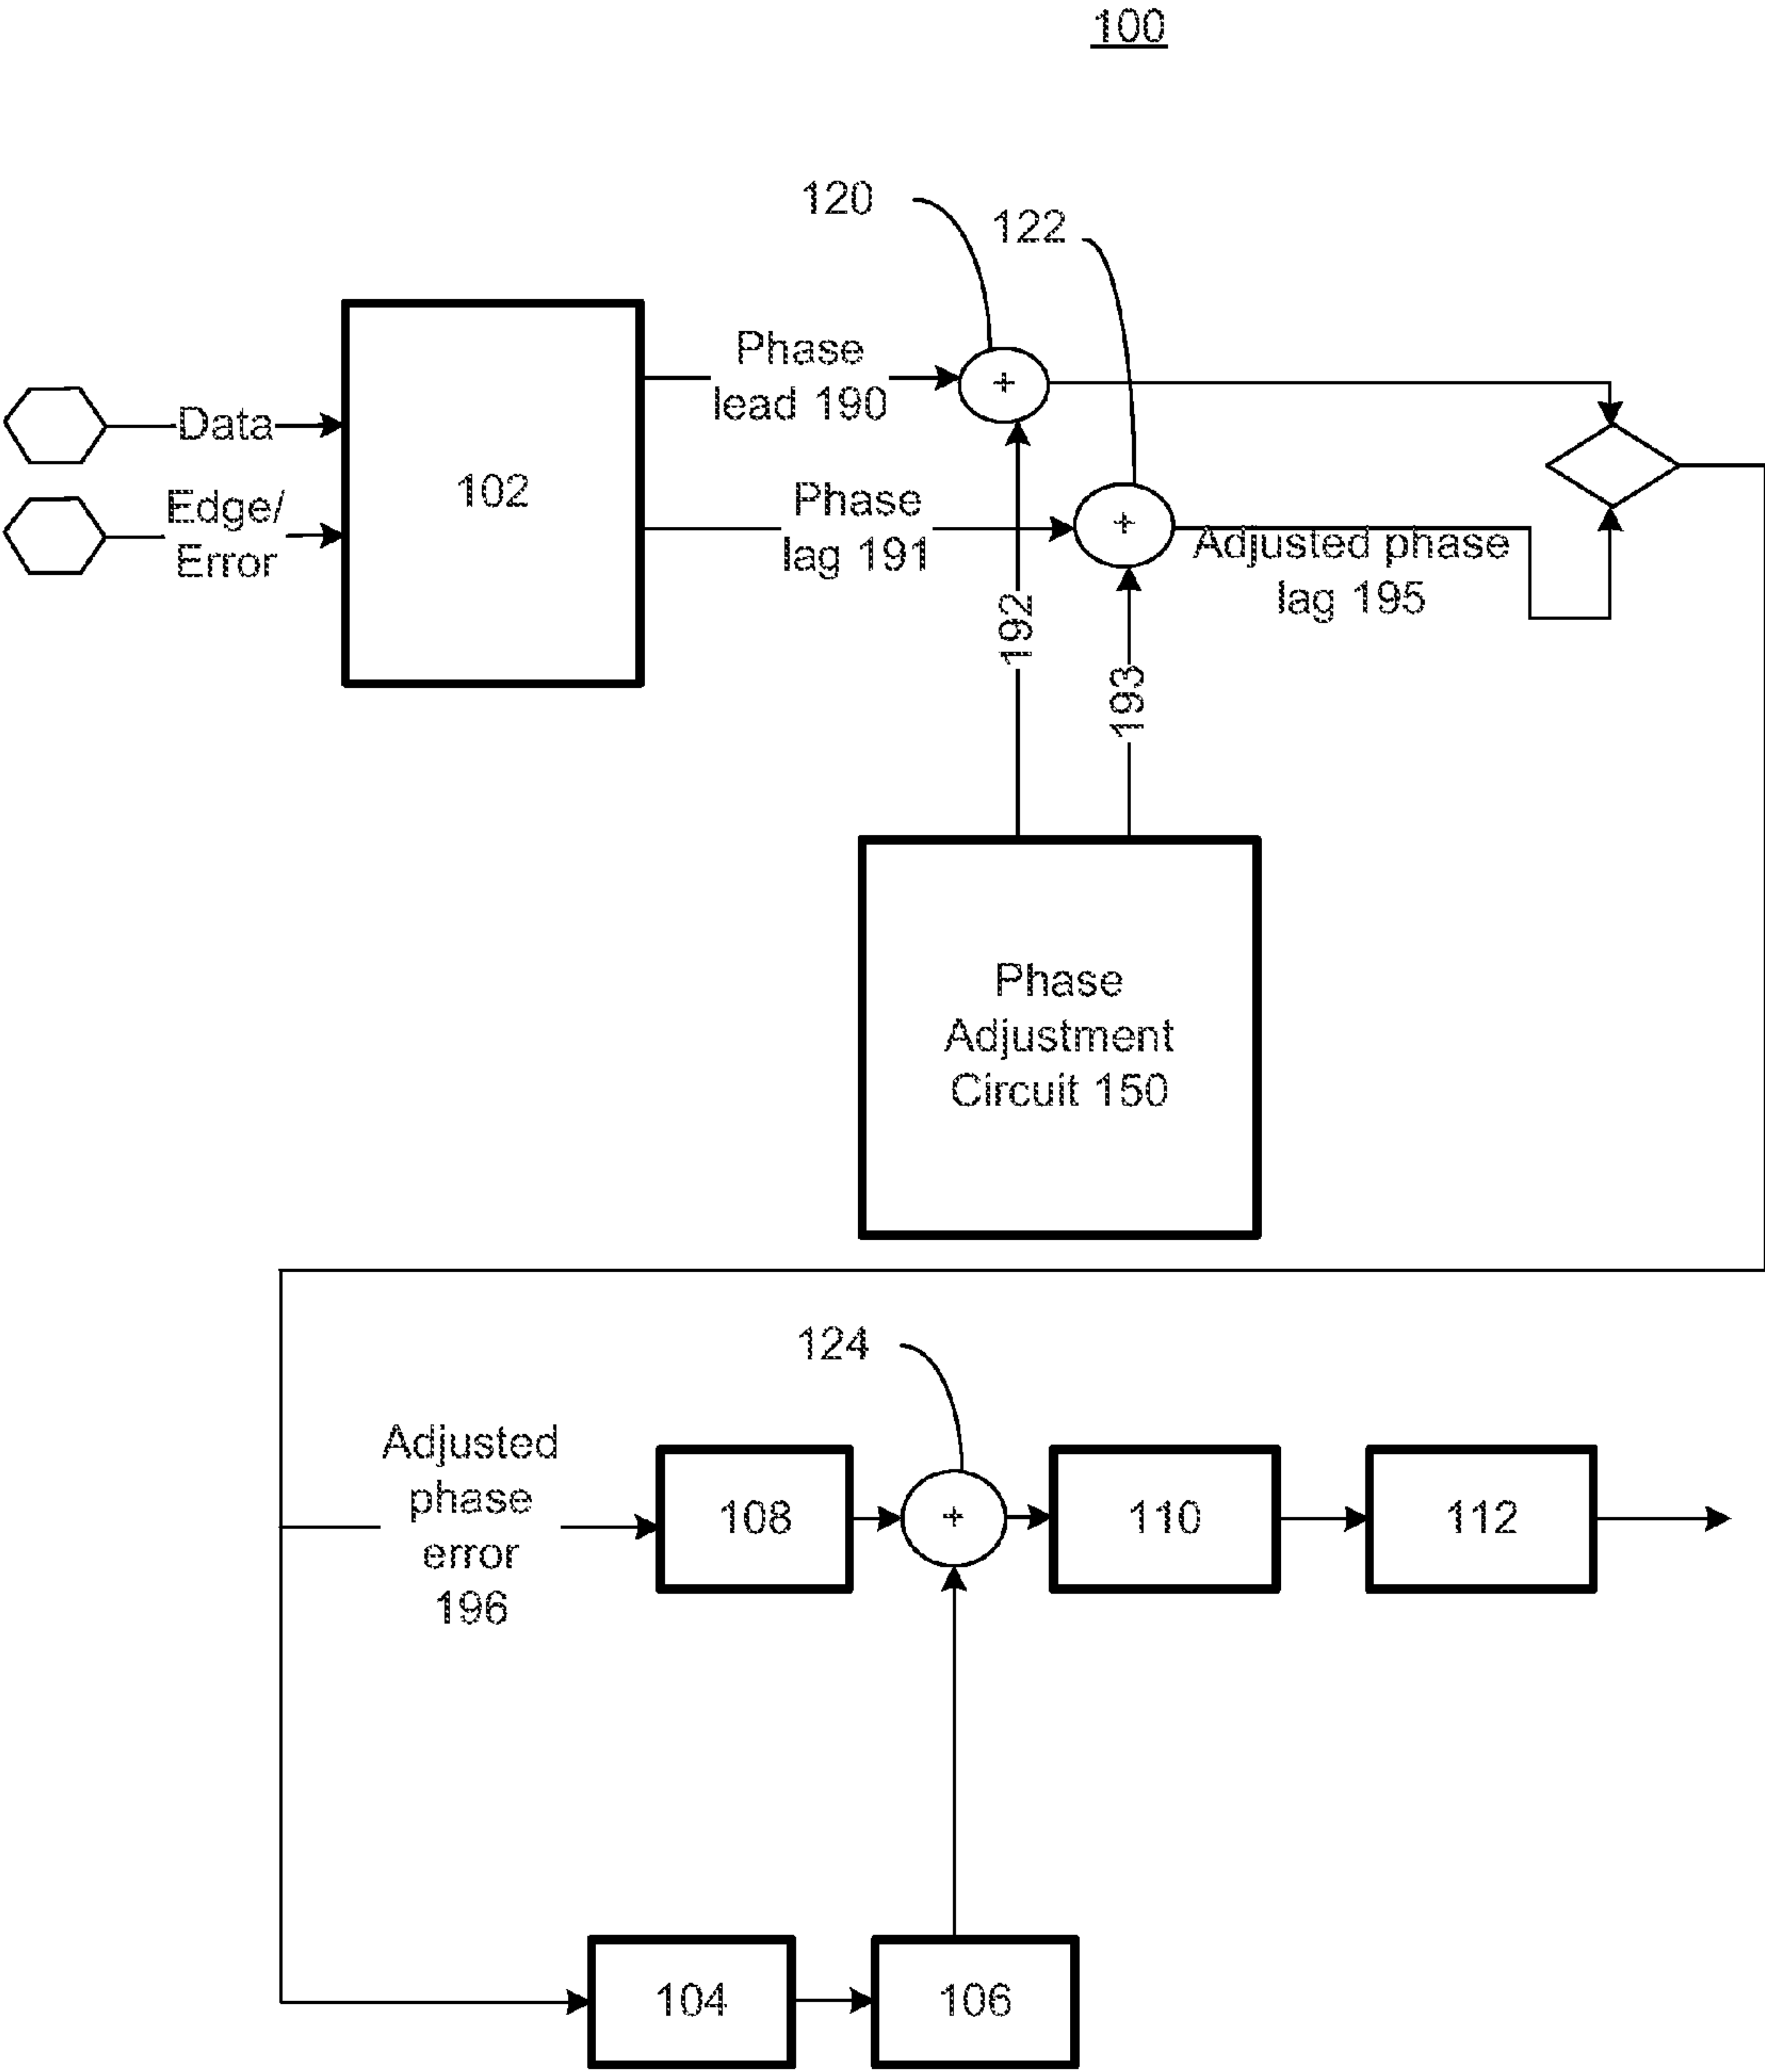 100
120
122
Phase
lead 190
+
Data
102
Edge/
Error
Phase
lag 191
+
Adjusted phase
lag 195
192
193
Phase
Adjustment
Circuit 150
124
Adjusted
phase
error
196
108
+
110
112
104
106